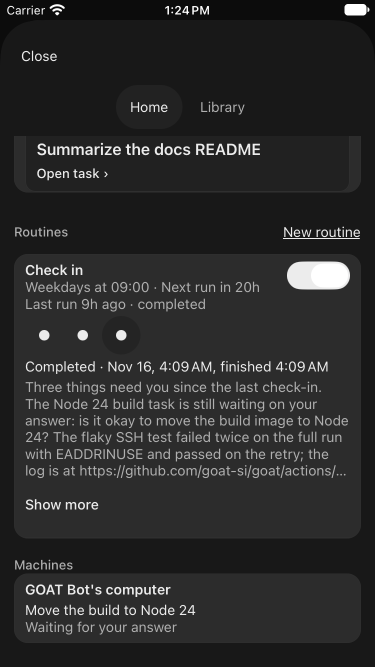 Carrier
1:24 PM
Close
Home
Library
Summarize the docs README
Open task ›
Routines
New routine
Check in
Weekdays at 09:00 · Next run in 20h
Last run 9h ago · completed
Completed · Nov 16, 4:09 AM, finished 4:09 AM
Three things need you since the last check-in.
The Node 24 build task is still waiting on your
answer: is it okay to move the build image to Node
24? The flaky SSH test failed twice on the full run
with EADDRINUSE and passed on the retry; the
log is at https://github.com/goat-si/goat/actions/...
Show more
Machines
GOAT Bot's computer
Move the build to Node 24
Waiting for your answer